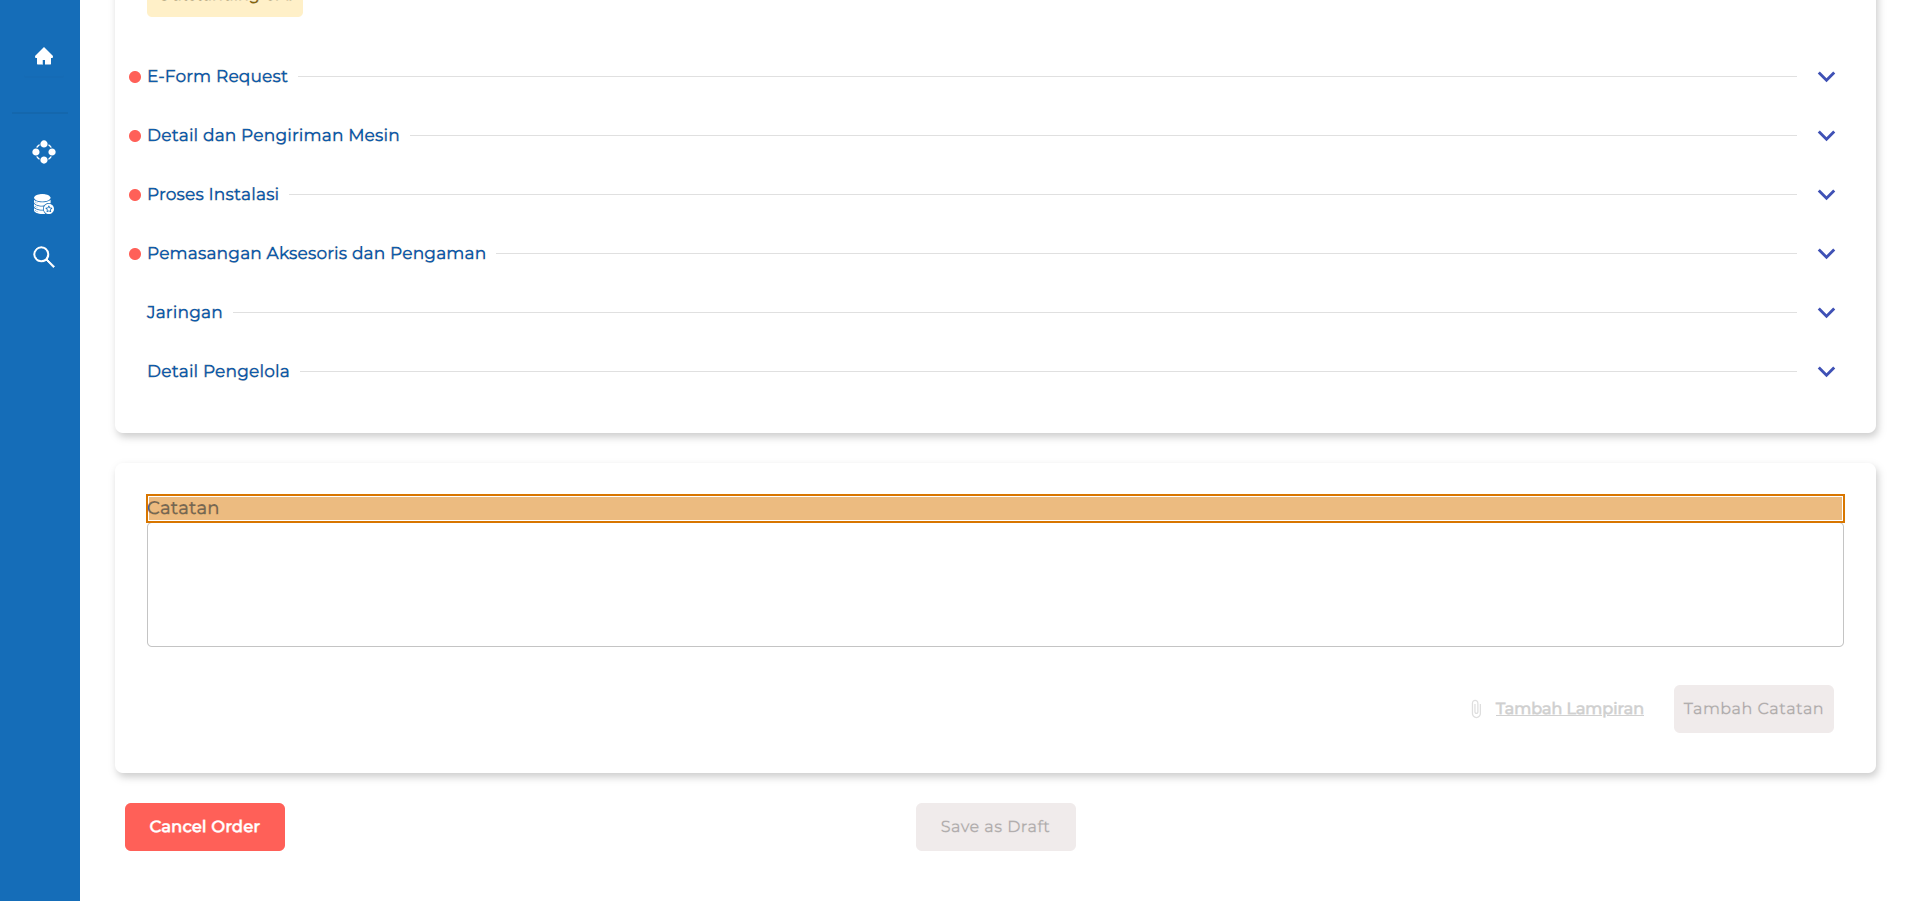 E-Form Request
Detail dan Pengiriman Mesin
Proses Instalasi
Pemasangan Aksesoris dan Pengaman
Jaringan
Detail Pengelola
Catatan
Tambah Lampiran
Tambah Catatan
Cancel Order
Save as Draft